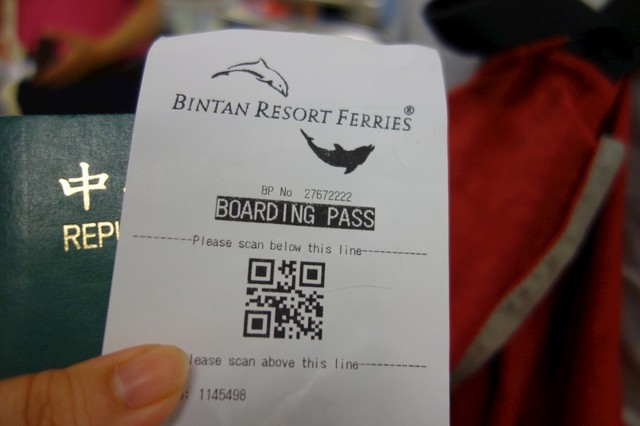 BINTAN RESORT FERRIES®
BP No 27672222
BOARDING PASS
---------Please scan below this line----------
lease scan above this line-----------
: 1145498
中
REPU